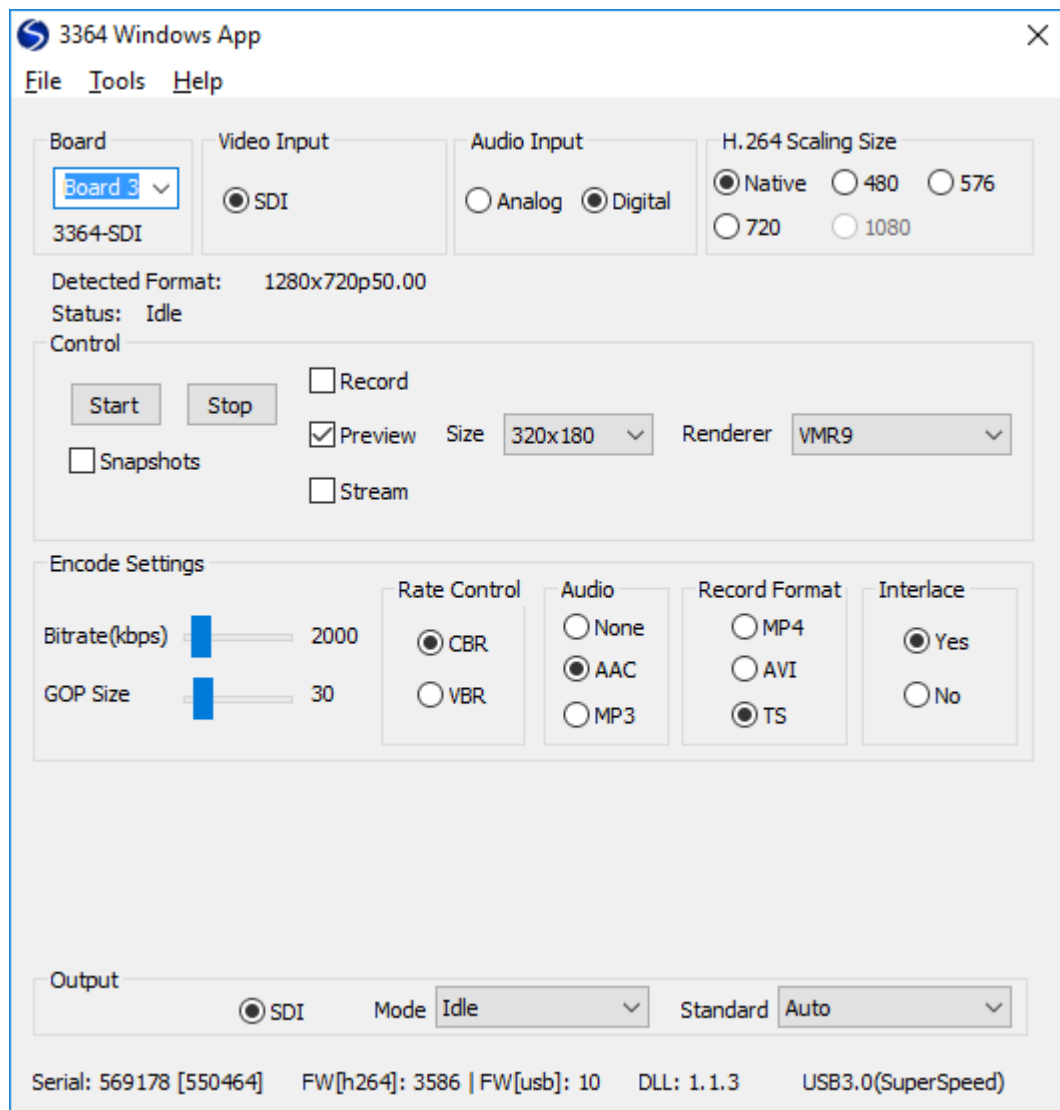 3364 Windows App
File Tools Help
Board Video Input Audio Input H.264 Scaling Size
Board 3 SDI Analog Digital Native 480 576
3364-SDI 720 1080
Detected Format: 1280x720p50.00
Status: Idle
Control
Record
Start Stop
Preview Size 320x180 Renderer VMR9
Snapshots
Stream
Encode Settings
Rate Control Audio Record Format Interlace
Bitrate(kbps) 2000 CBR None MP4 Yes
AAC AVI
GOP Size 30 VBR MP3 TS No
Output
SDI Mode Idle Standard Auto
Serial: 569178 [550464] FW[h264]: 3586 | FW[usb]: 10 DLL: 1.1.3 USB3.0(SuperSpeed)